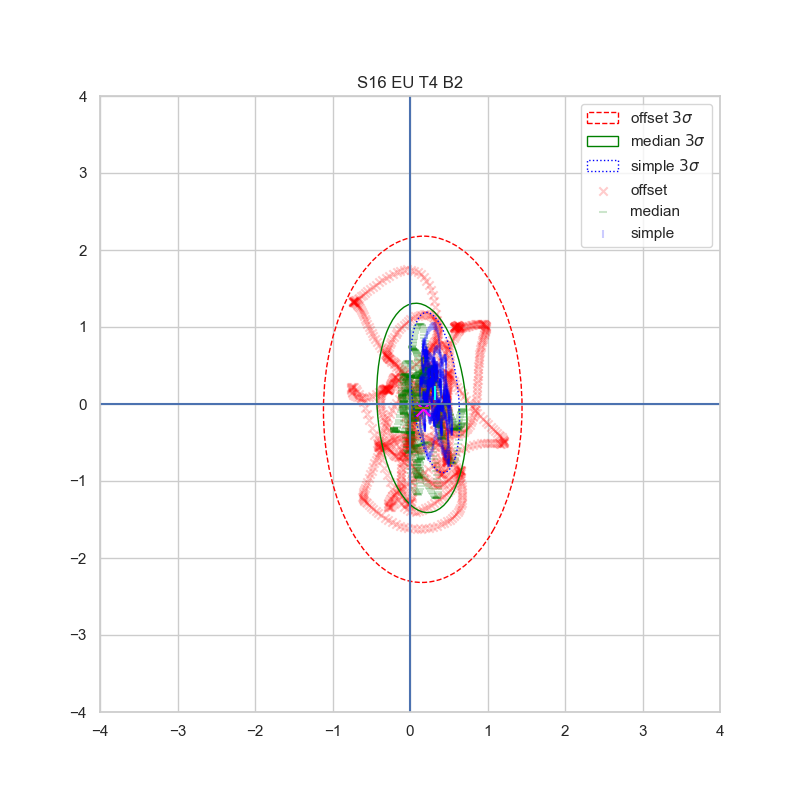 S16 EU T4 B2
offset 3σ
median 3σ
simple 3σ
offset
median
simple
4
3
2
1
0
−1
−2
−3
−4
−4 −3 −2 −1 0 1 2 3 4